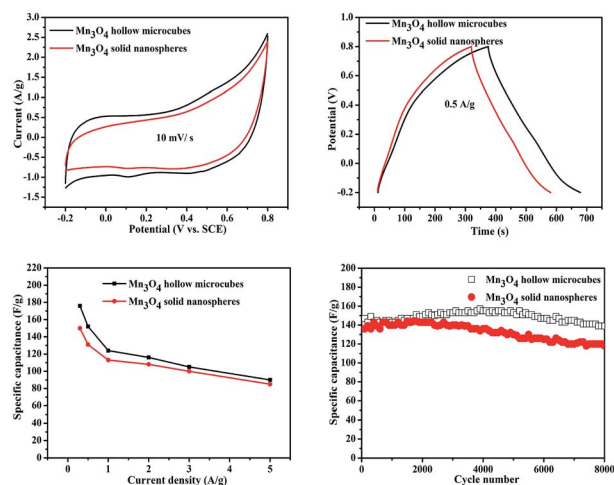 3.0
2.5
2.0
1.5
1.0
0.5
0.0
-0.5
-1.0
-1.5
Current (A/g)
Mn3O4 hollow microcubes
Mn3O4 solid nanospheres
10 mV/ s
-0.2 0.0 0.2 0.4 0.6 0.8
Potential (V vs. SCE)
1.0
0.8
0.6
0.4
0.2
0.0
-0.2
Potential (V)
Mn3O4 hollow microcubes
Mn3O4 solid nanospheres
0.5 A/g
0 100 200 300 400 500 600 700
Time (s)
220
200
180
160
140
120
100
80
60
40
20
0
Specific capacitance (F/g)
Mn3O4 hollow microcubes
Mn3O4 solid nanospheres
0 1 2 3 4 5
Current density (A/g)
200
180
160
140
120
100
80
60
40
20
0
Specific capacitance (F/g)
Mn3O4 hollow microcubes
Mn3O4 solid nanospheres
0 2000 4000 6000 8000
Cycle number